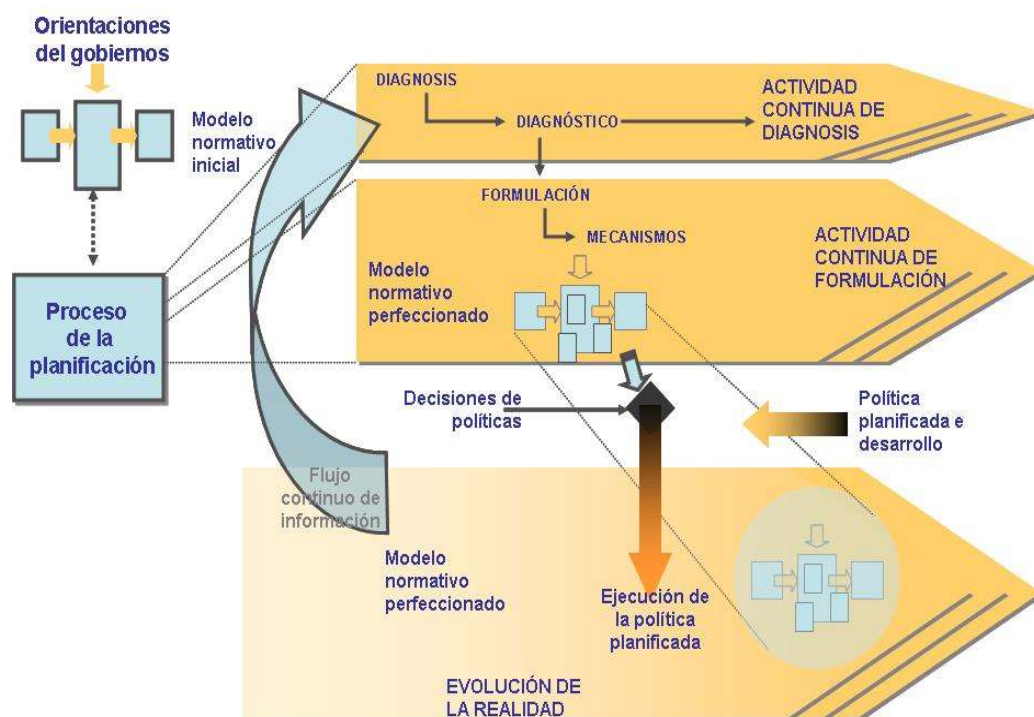 Orientaciones
del gobiernos
Modelo
normativo
inicial
Proceso
de la
planificación
DIAGNOSIS
DIAGNÓSTICO
ACTIVIDAD
CONTINUA DE
DIAGNOSIS
FORMULACIÓN
MECANISMOS
Modelo
normativo
perfeccionado
ACTIVIDAD
CONTINUA DE
FORMULACIÓN
Decisiones de
políticas
Política
planificada e
desarrollo
Flujo
continuo de
información
Modelo
normativo
perfeccionado
Ejecución de
la política
planificada
EVOLUCIÓN DE
LA REALIDAD